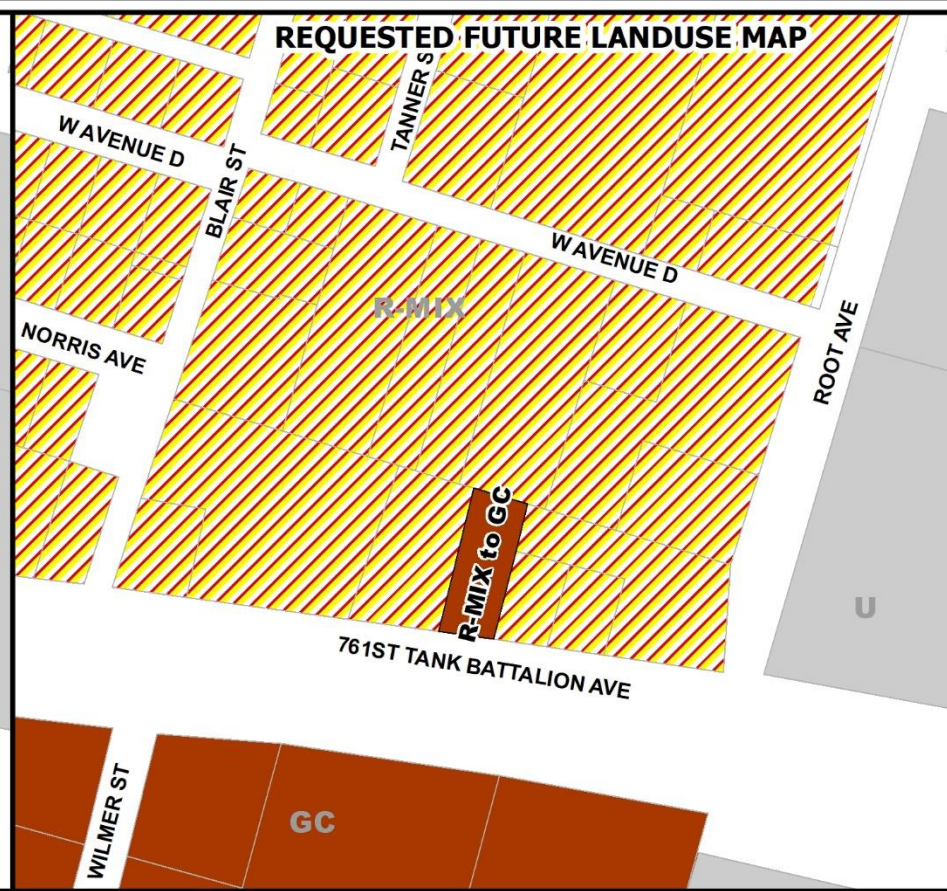 REQUESTED FUTURE LANDUSE MAP
TANNER S
W AVENUE D
BLAIR ST
W AVENUE D
R-MIX
ROOT AVE
NORRIS AVE
R-MIX to GC
U
761ST TANK BATTALION AVE
WILMER ST
GC